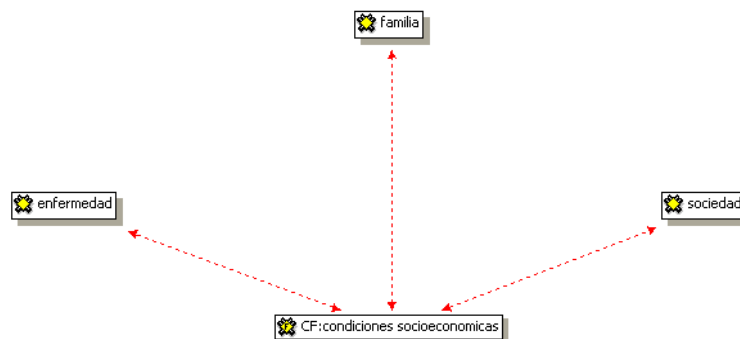 familia
enfermedad
sociedad
CF:condiciones socioeconomicas